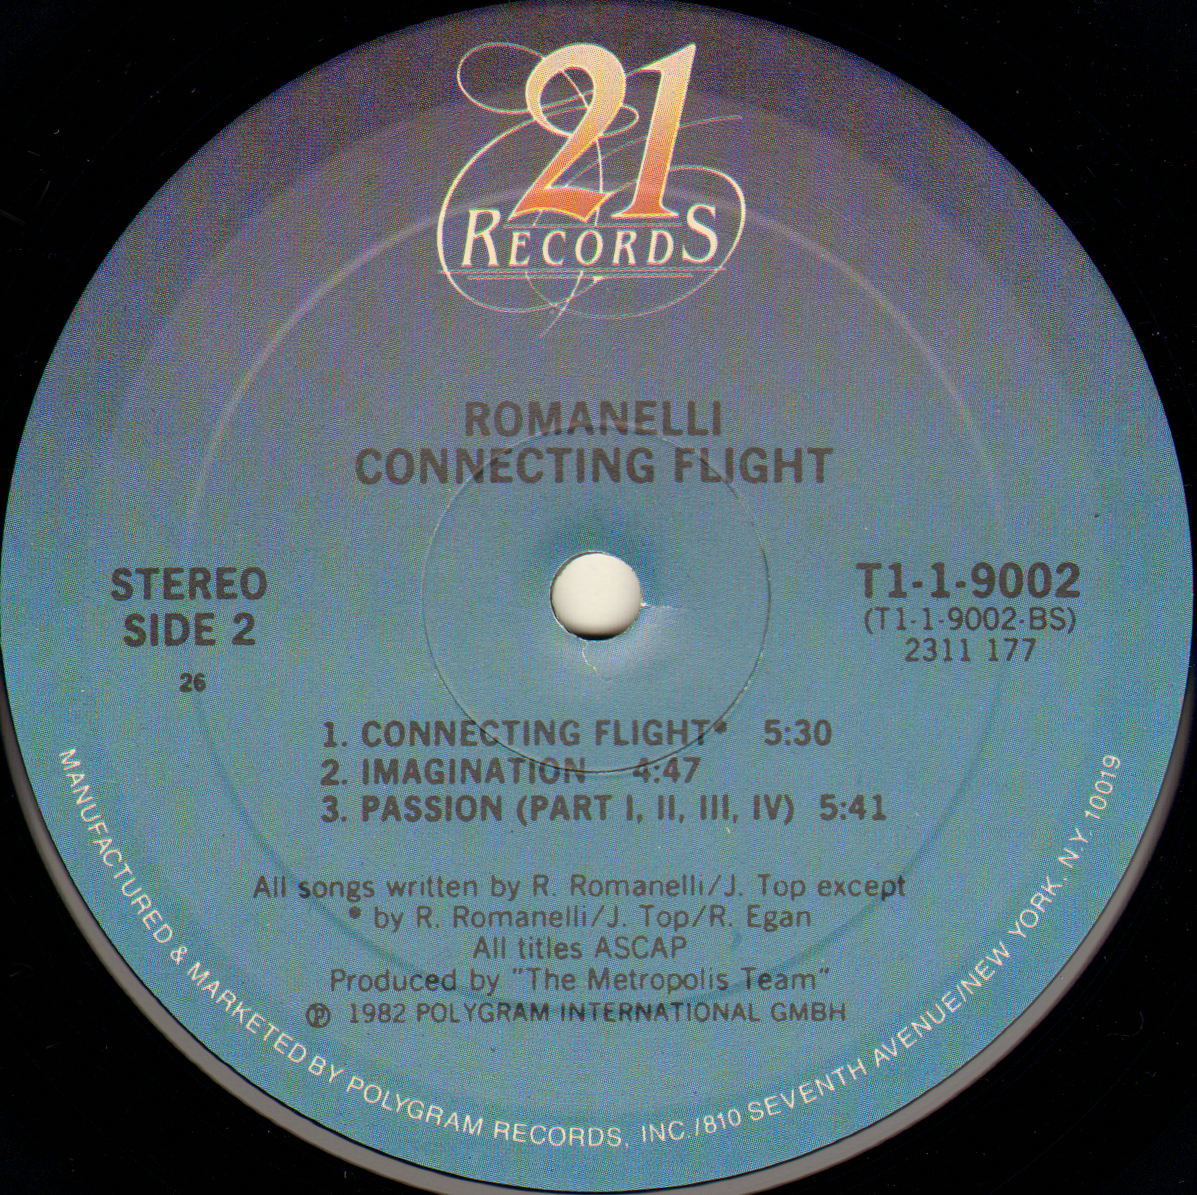 21
RECORDS
ROMANELLI
CONNECTING FLIGHT
STEREO
SIDE 2
26
T1-1-9002
(T1-1-9002-BS)
2311 177
1. CONNECTING FLIGHT* 5:30
2. IMAGINATION 4:47
3. PASSION (PART I, II, III, IV) 5:41
All songs written by R. Romanelli/J. Top except
* by R. Romanelli/J. Top/R. Egan
All titles ASCAP
Produced by "The Metropolis Team"
℗ 1982 POLYGRAM INTERNATIONAL GMBH
MANUFACTURED & MARKETED BY POLYGRAM RECORDS, INC./810 SEVENTH AVENUE/NEW YORK, N.Y. 10019